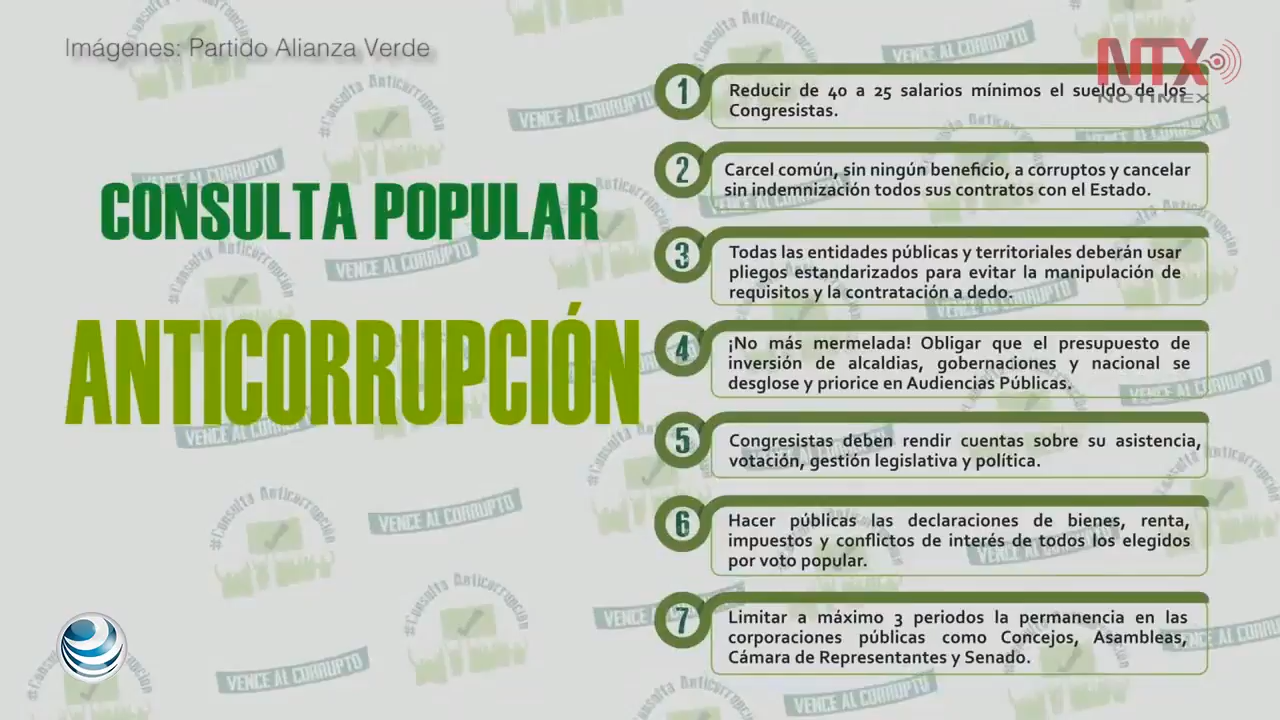 Imágenes: Partido Alianza Verde
NTX
NOTIMEX
CONSULTA POPULAR
ANTICORRUPCIÓN
1
Reducir de 40 a 25 salarios mínimos el sueldo de los
Congresistas.
2
Carcel común, sin ningún beneficio, a corruptos y cancelar
sin indemnización todos sus contratos con el Estado.
3
Todas las entidades públicas y territoriales deberán usar
pliegos estandarizados para evitar la manipulación de
requisitos y la contratación a dedo.
4
¡No más mermelada! Obligar que el presupuesto de
inversión de alcaldias, gobernaciones y nacional se
desglose y priorice en Audiencias Públicas.
5
Congresistas deben rendir cuentas sobre su asistencia,
votación, gestión legislativa y política.
6
Hacer públicas las declaraciones de bienes, renta,
impuestos y conflictos de interés de todos los elegidos
por voto popular.
7
Limitar a máximo 3 periodos la permanencia en las
corporaciones públicas como Concejos, Asambleas,
Cámara de Representantes y Senado.
#Consulta Anticorrupción
VENCE AL CORRUPTO